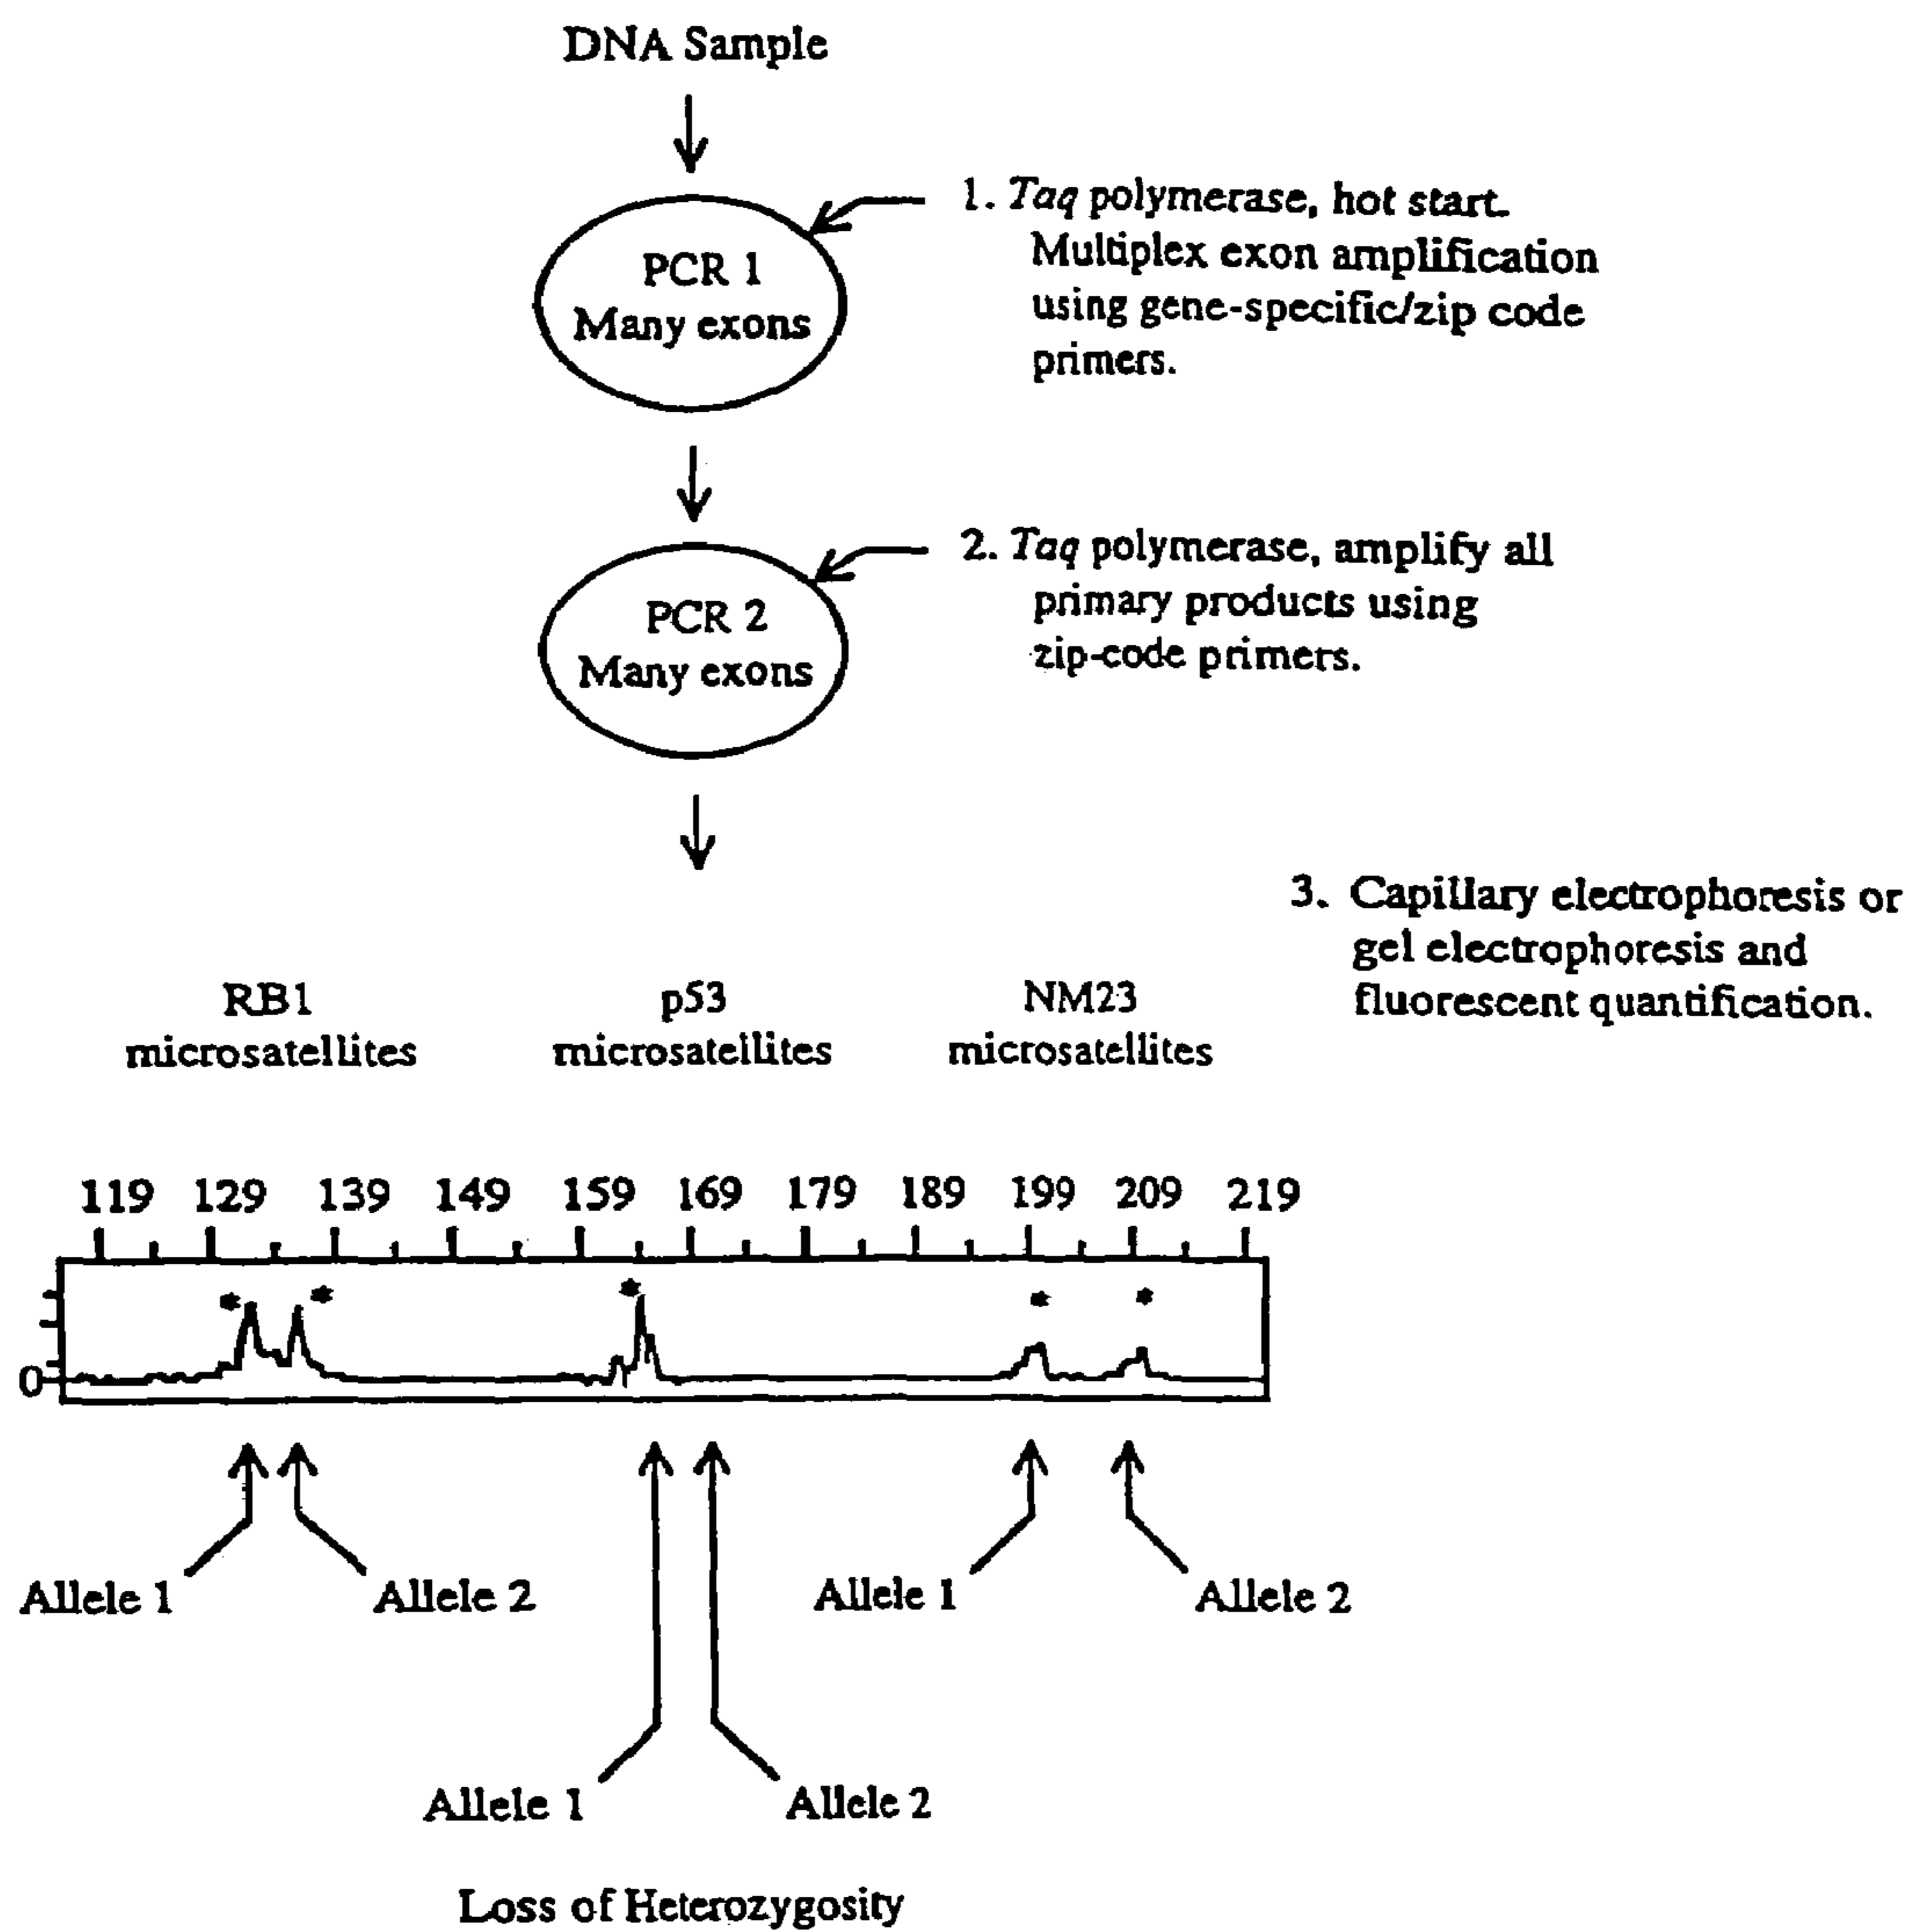 DNA Sample
PCR 1
Many exons
1. Taq polymerase, hot start.
Multiplex exon amplification
using gene-specific/zip code
primers.
PCR 2
Many exons
2. Taq polymerase, amplify all
primary products using
zip-code primers.
3. Capillary electrophoresis or
gel electrophoresis and
fluorescent quantification.
RB1
microsatellites
p53
microsatellites
NM23
microsatellites
119 129 139 149 159 169 179 189 199 209 219
* * * * *
0
Allele 1 Allele 2 Allele 1 Allele 2
Allele 1 Allele 2
Loss of Heterozygosity